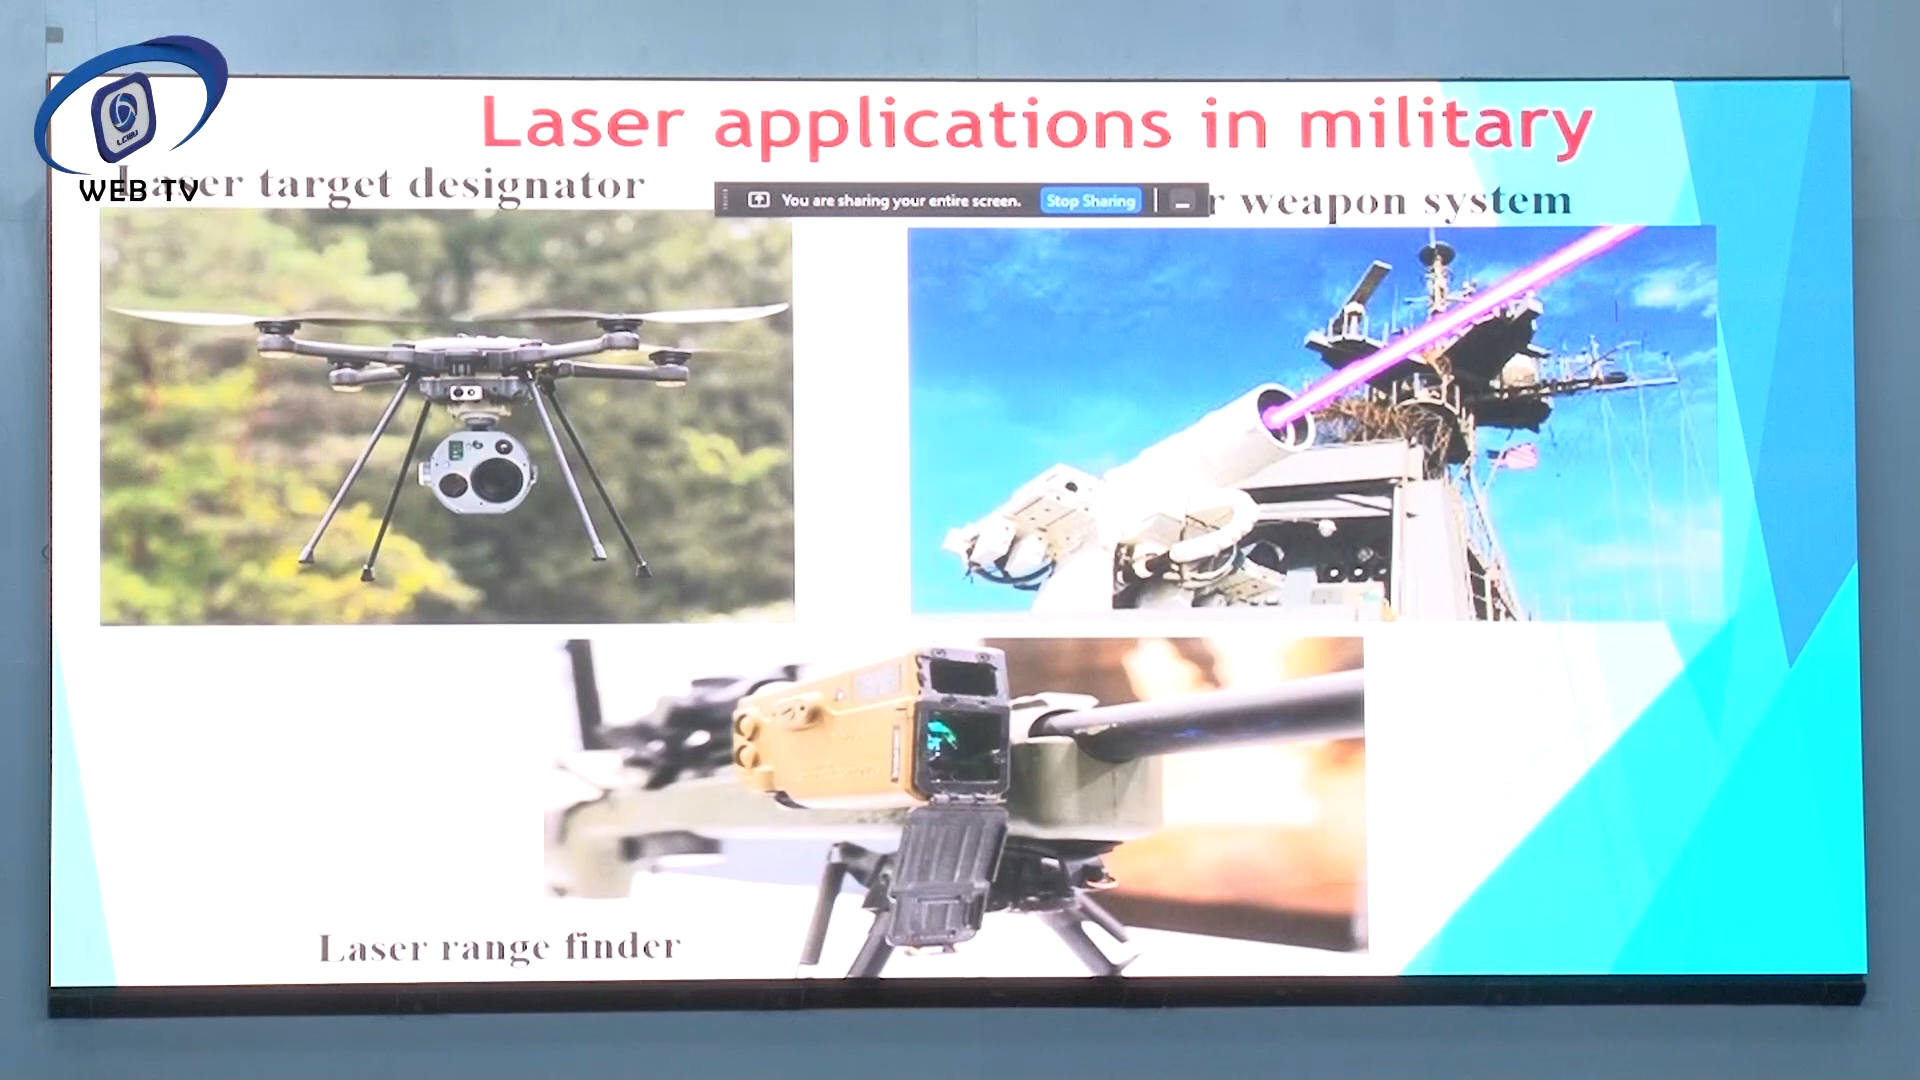 Laser applications in military
WEB TV
Laser target designator
You are sharing your entire screen. Stop Sharing
weapon system
Laser range finder